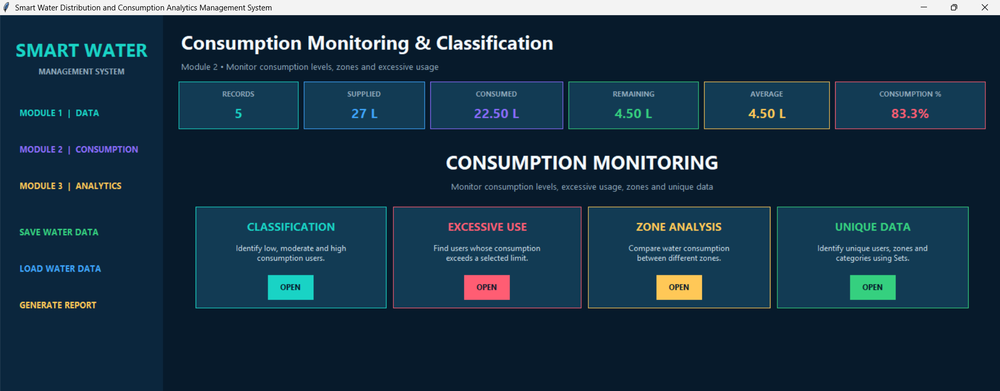 Smart Water Distribution and Consumption Analytics Management System
SMART WATER
MANAGEMENT SYSTEM
MODULE 1 | DATA
MODULE 2 | CONSUMPTION
MODULE 3 | ANALYTICS
SAVE WATER DATA
LOAD WATER DATA
GENERATE REPORT
Consumption Monitoring & Classification
Module 2 • Monitor consumption levels, zones and excessive usage
RECORDS
5
SUPPLIED
27 L
CONSUMED
22.50 L
REMAINING
4.50 L
AVERAGE
4.50 L
CONSUMPTION %
83.3%
CONSUMPTION MONITORING
Monitor consumption levels, excessive usage, zones and unique data
CLASSIFICATION
Identify low, moderate and high
consumption users.
OPEN
EXCESSIVE USE
Find users whose consumption
exceeds a selected limit.
OPEN
ZONE ANALYSIS
Compare water consumption
between different zones.
OPEN
UNIQUE DATA
Identify unique users, zones and
categories using Sets.
OPEN